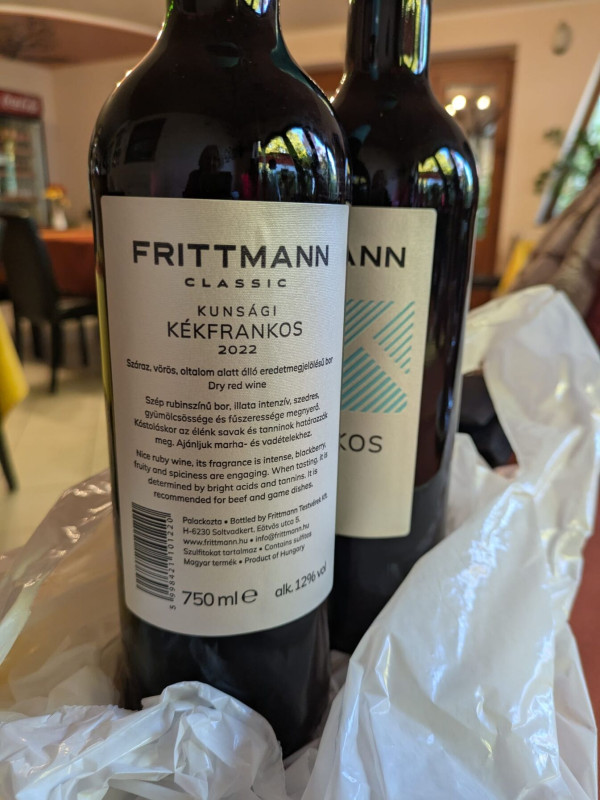 FRITTMANN
CLASSIC
KUNSÁGI
KÉKFRANKOS
2022
Száraz, vörös, oltalom alatt álló eredetmegjelölésű bor
Dry red wine
Szép rubinszínű bor, illata intenzív, szedres,
gyümölcsössége és fűszeressége megnyerő.
Kóstoláskor az élénk savak és tanninok határozzák
meg. Ajánljuk marha- és vadételekhez.
Nice ruby wine, its fragrance is intense, blackberry,
fruity and spiciness are engaging. When tasting, it is
determined by bright acids and tannins. It is
recommended for beef and game dishes.
Palackozta • Bottled by Frittmann Testvérek Kft.
H-6230 Soltvadkert. Eötvös utca 5.
www.frittmann.hu • info@frittmann.hu
Szulfitokat tartalmaz • Contains sulfites
Magyar termék • Product of Hungary
5 998421 101220
750 ml e alk. 12% vol
ANN
K
KOS
Coca-Cola